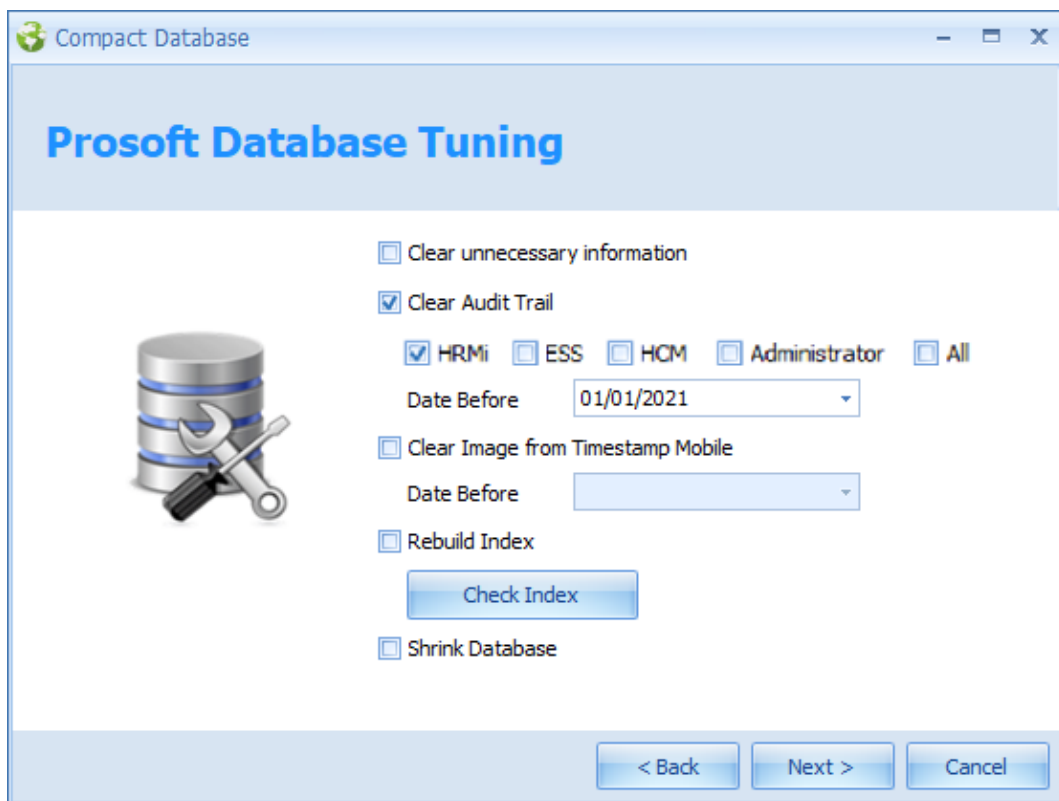 Compact Database
Prosoft Database Tuning
Clear unnecessary information
Clear Audit Trail
HRMi ESS HCM Administrator All
Date Before 01/01/2021
Clear Image from Timestamp Mobile
Date Before
Rebuild Index
Check Index
Shrink Database
< Back Next > Cancel